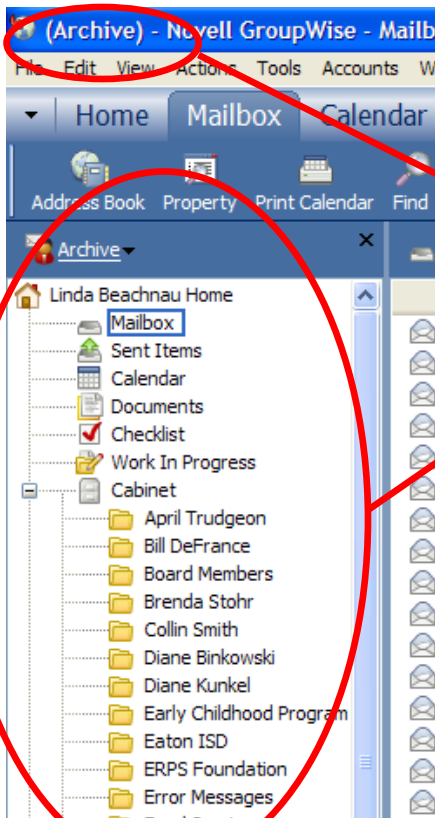 (Archive) - Novell GroupWise - Mailb
File Edit View Actions Tools Accounts W
Home Mailbox Calendar
Address Book Property Print Calendar Find
Archive
Linda Beachnau Home
Mailbox
Sent Items
Calendar
Documents
Checklist
Work In Progress
Cabinet
April Trudgeon
Bill DeFrance
Board Members
Brenda Stohr
Collin Smith
Diane Binkowski
Diane Kunkel
Early Childhood Program
Eaton ISD
ERPS Foundation
Error Messages